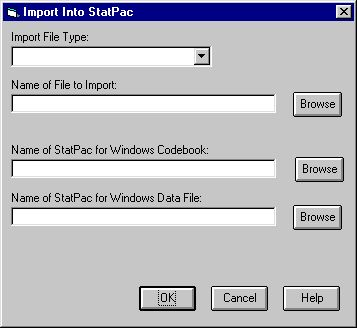 Import Into StatPac
Import File Type:
Name of File to Import:
Browse
Name of StatPac for Windows Codebook:
Browse
Name of StatPac for Windows Data File:
Browse
OK Cancel Help